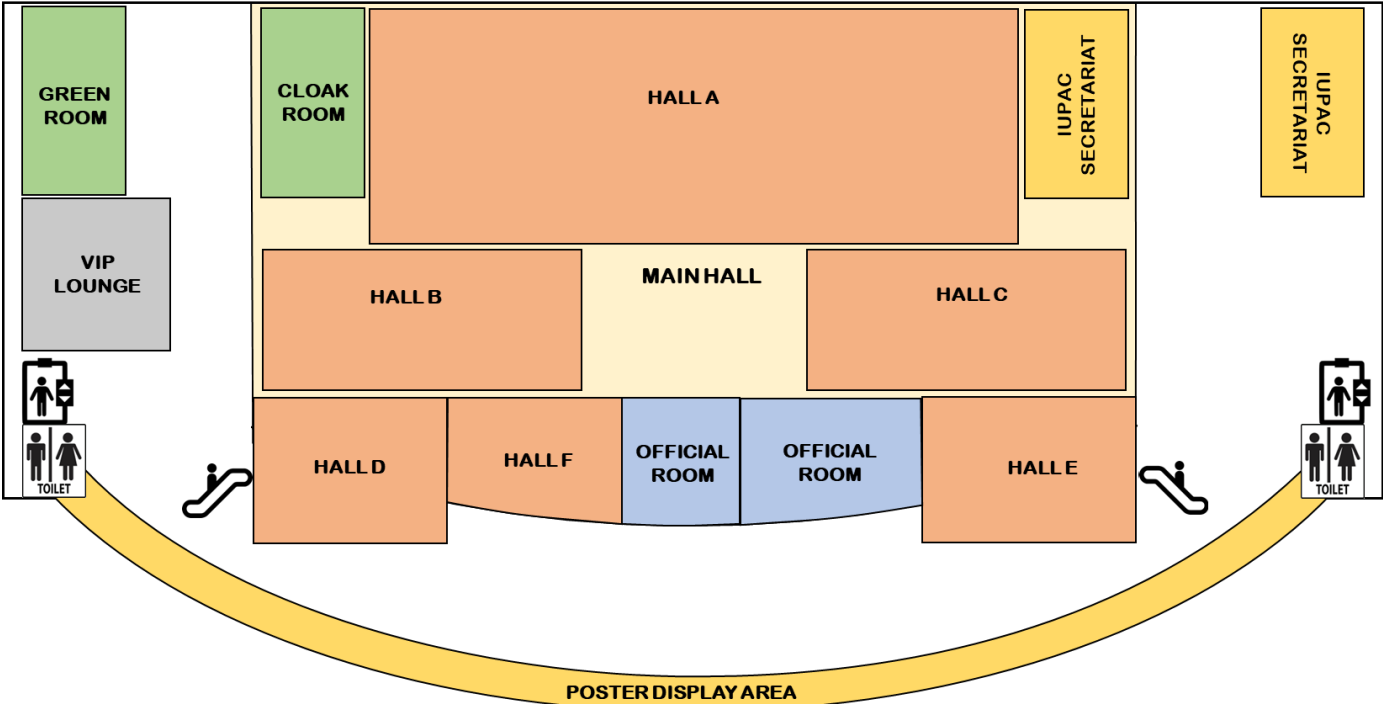 GREEN
ROOM
CLOAK
ROOM
HALL A
IUPAC
SECRETARIAT
IUPAC
SECRETARIAT
VIP
LOUNGE
HALL B
MAIN HALL
HALL C
HALL D
HALL F
OFFICIAL
ROOM
OFFICIAL
ROOM
HALL E
TOILET
TOILET
POSTER DISPLAY AREA